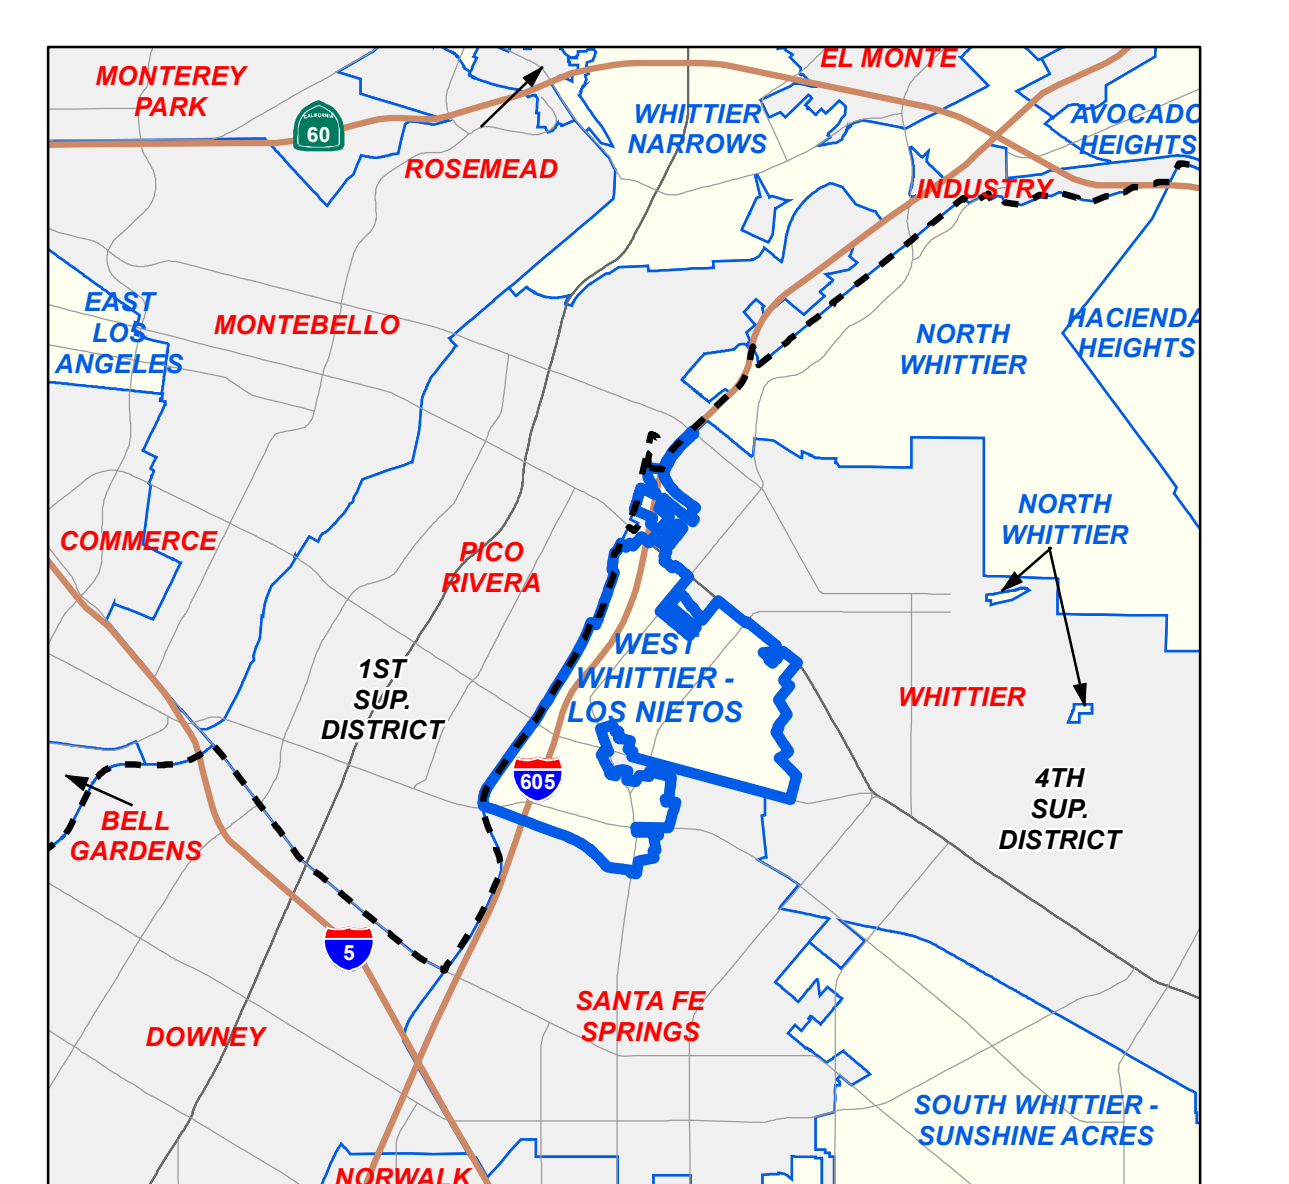 MONTEREY
PARK
CALIFORNIA
60
ROSEMEAD
WHITTIER
NARROWS
EL MONTE
AVOCADO
HEIGHTS
INDUSTRY
EAST
LOS
ANGELES
MONTEBELLO
NORTH
WHITTIER
HACIENDA
HEIGHTS
COMMERCE
PICO
RIVERA
NORTH
WHITTIER
WEST
WHITTIER -
LOS NIETOS
1ST
SUP.
DISTRICT
WHITTIER
605
4TH
SUP.
DISTRICT
BELL
GARDENS
5
DOWNEY
SANTA FE
SPRINGS
SOUTH WHITTIER -
SUNSHINE ACRES
NORWALK